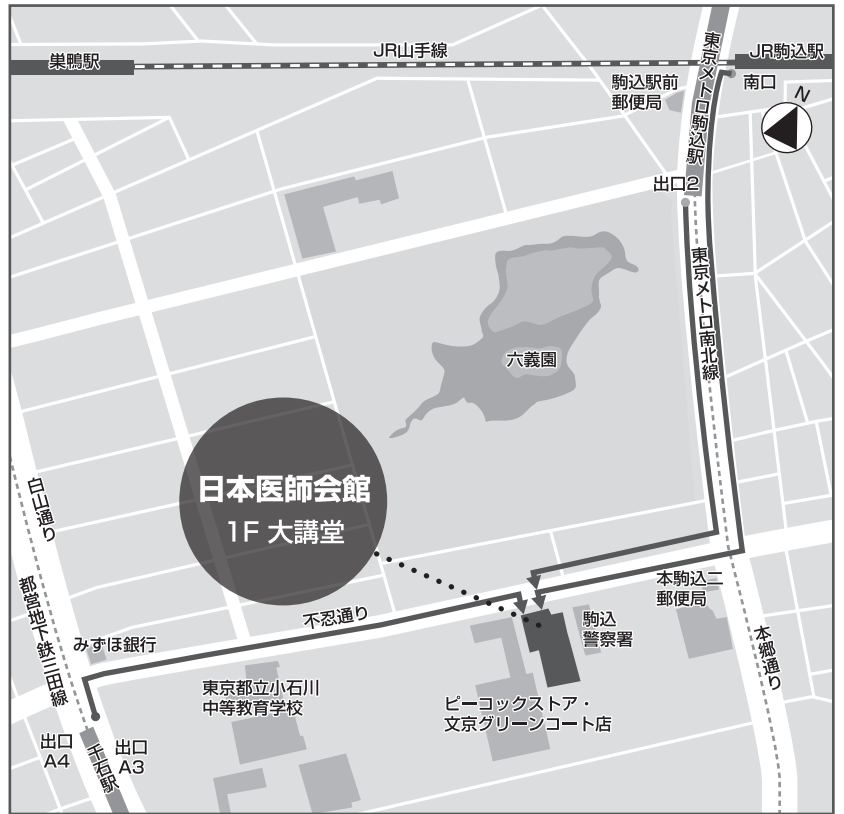 巣鴨駅
JR山手線
JR駒込駅
南口
N
東京メトロ駒込駅
駒込駅前
郵便局
出口2
東京メトロ南北線
六義園
日本医師会館
1F 大講堂
白山通り
都営地下鉄三田線
不忍通り
本駒込二
郵便局
駒込
警察署
みずほ銀行
本郷通り
東京都立小石川
中等教育学校
ピーコックストア・
文京グリーンコート店
出口
A4
千石駅
出口
A3